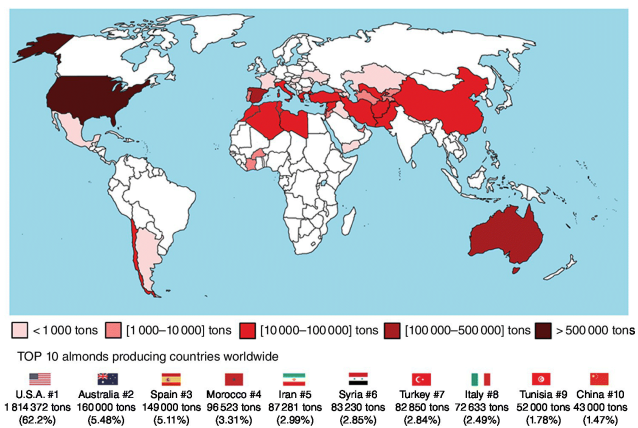 < 1 000 tons [1 000–10 000] tons [10 000–100 000] tons [100 000–500 000] tons > 500 000 tons
TOP 10 almonds producing countries worldwide
U.S.A. #1 Australia #2 Spain #3 Morocco #4 Iran #5 Syria #6 Turkey #7 Italy #8 Tunisia #9 China #10
1 814 372 tons 160 000 tons 149 000 tons 96 523 tons 87 281 tons 83 230 tons 82 850 tons 72 633 tons 52 000 tons 43 000 tons
(62.2%) (5.48%) (5.11%) (3.31%) (2.99%) (2.85%) (2.84%) (2.49%) (1.78%) (1.47%)